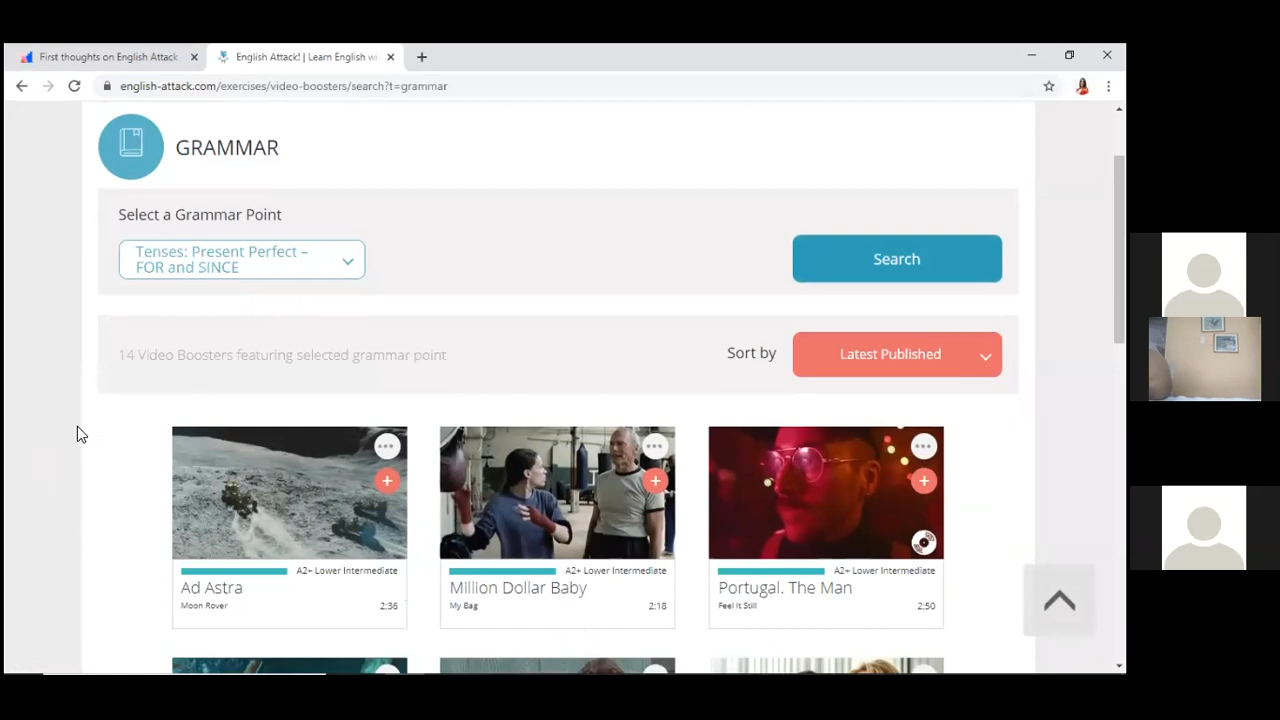 First thoughts on English Attack
English Attack! | Learn English wi
english-attack.com/exercises/video-boosters/search?t=grammar
GRAMMAR
Select a Grammar Point
Tenses: Present Perfect –
FOR and SINCE
Search
14 Video Boosters featuring selected grammar point
Sort by
Latest Published
A2+ Lower Intermediate
Ad Astra
Moon Rover 2:36
A2+ Lower Intermediate
Million Dollar Baby
My Bag 2:18
A2+ Lower Intermediate
Portugal. The Man
Feel It Still 2:50